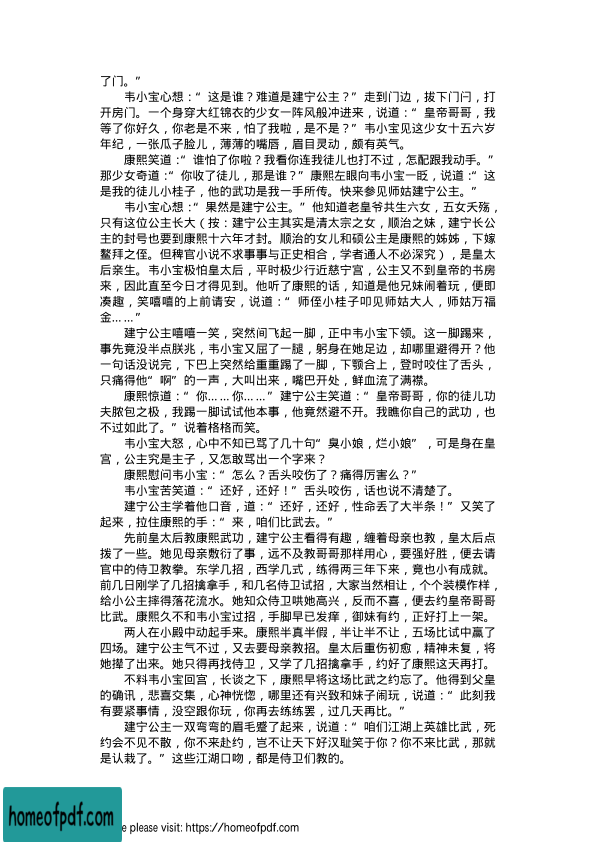 了门。”
韦小宝心想：“这是谁？难道是建宁公主？”走到门边，拔下门闩，打
开房门。一个身穿大红锦衣的少女一阵风般冲进来，说道：“皇帝哥哥，我
等了你好久，你老是不来，怕了我啦，是不是？”韦小宝见这少女十五六岁
年纪，一张瓜子脸儿，薄薄的嘴唇，眉目灵动，颇有英气。
康熙笑道：“谁怕了你啦？我看你连我徒儿也打不过，怎配跟我动手。”
那少女奇道：“你收了徒儿，那是谁？”康熙左眼向韦小宝一眨，说道：“这
是我的徒儿小桂子，他的武功是我一手所传。快来参见师姑建宁公主。”
韦小宝心想：“果然是建宁公主。”他知道老皇爷共生六女，五女夭殇，
只有这位公主长大（按：建宁公主其实是清太宗之女，顺治之妹，建宁长公
主的封号也要到康熙十六年才封。顺治的女儿和硕公主是康熙的姊姊，下嫁
鳌拜之侄。但稗官小说不求事事与正史相合，学者通人不必深究），是皇太
后亲生。韦小宝极怕皇太后，平时极少行近慈宁宫，公主又不到皇帝的书房
来，因此直至今日才得见到。他听了康熙的话，知道是他兄妹闹着玩，便即
凑趣，笑嘻嘻的上前请安，说道：“师侄小桂子叩见师姑大人，师姑万福
金……”
建宁公主嘻嘻一笑，突然间飞起一脚，正中韦小宝下颌。这一脚踢来，
事先竟没半点朕兆，韦小宝又屈了一腿，躬身在她足边，却哪里避得开？他
一句话没说完，下巴上突然给重重踢了一脚，下颚合上，登时咬住了舌头，
只痛得他“啊”的一声，大叫出来，嘴巴开处，鲜血流了满襟。
康熙惊道：“你……你……”建宁公主笑道：“皇帝哥哥，你的徒儿功
夫脓包之极，我踢一脚试试他本事，他竟然避不开。我瞧你自己的武功，也
不过如此了。”说着格格而笑。
韦小宝大怒，心中不知已骂了几十句“臭小娘，烂小娘”，可是身在皇
宫，公主究是主子，又怎敢骂出一个字来？
康熙慰问韦小宝：“怎么？舌头咬伤了？痛得厉害么？”
韦小宝苦笑道：“还好，还好！”舌头咬伤，话也说不清楚了。
建宁公主学着他口音，道：“还好，还好，性命丢了大半条！”又笑了
起来，拉住康熙的手：“来，咱们比武去。”
先前皇太后教康熙武功，建宁公主看得有趣，缠着母亲也教，皇太后点
拨了一些。她见母亲敷衍了事，远不及教哥哥那样用心，要强好胜，便去请
宫中的侍卫教拳。东学几招，西学几式，练得两三年下来，竟也小有成就。
前几日刚学了几招擒拿手，和几名侍卫试招，大家当然相让，个个装模作样，
给小公主摔得落花流水。她知众侍卫哄她高兴，反而不喜，便去约皇帝哥哥
比武。康熙久不和韦小宝过招，手脚早已发痒，御妹有约，正好打上一架。
两人在小殿中动起手来。康熙半真半假，半让半不让，五场比试中赢了
四场。建宁公主气不过，又去要母亲教招。皇太后重伤初愈，精神未复，将
她撵了出来。她只得再找侍卫，又学了几招擒拿手，约好了康熙这天再打。
不料韦小宝回宫，长谈之下，康熙早将这场比武之约忘了。他得到父皇
的确讯，悲喜交集，心神恍惚，哪里还有兴致和妹子闹玩，说道：“此刻我
有要紧事情，没空跟你玩，你再去练练罢，过几天再比。”
建宁公主一双弯弯的眉毛蹙了起来，说道：“咱们江湖上英雄比武，死
约会不见不散，你不来赴约，岂不让天下好汉耻笑于你？你不来比武，那就
是认栽了。”这些江湖口吻，都是侍卫们教的。
homeofpdf.com
e please visit: https://homeofpdf.com